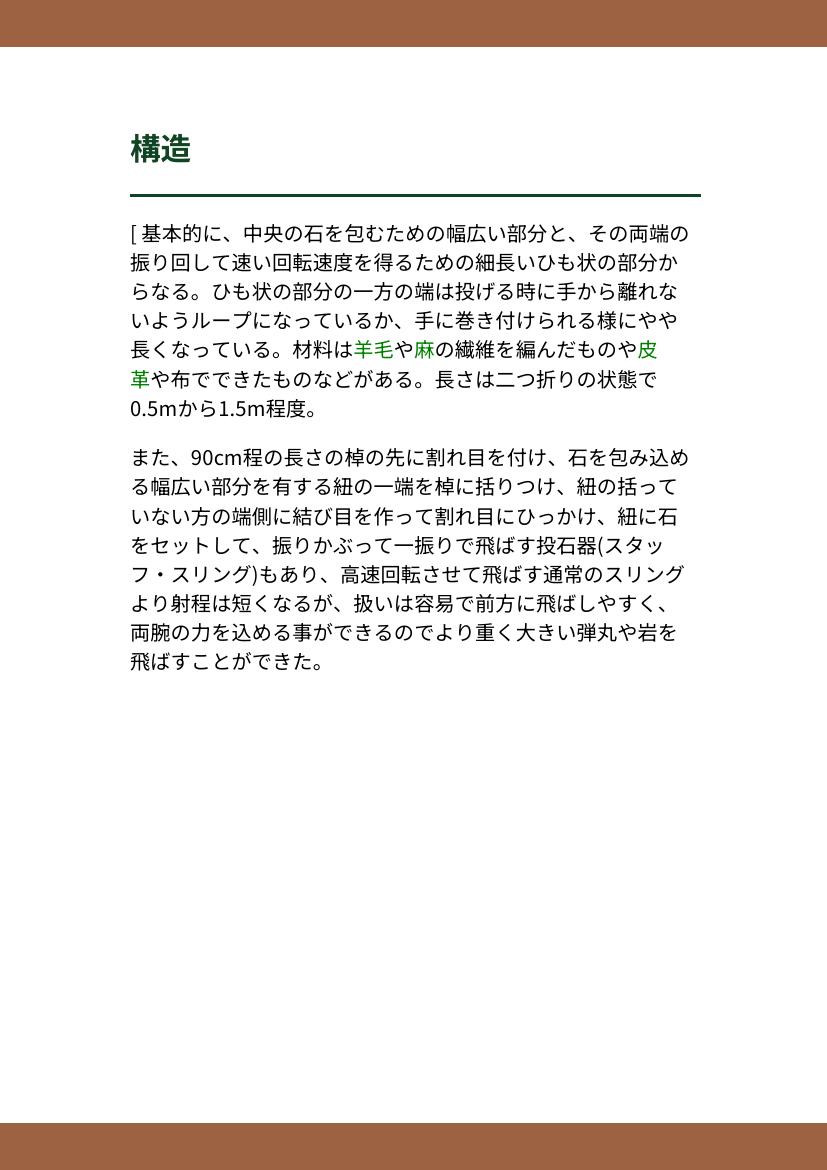 構造
[ 基本的に、中央の石を包むための幅広い部分と、その両端の
振り回して速い回転速度を得るための細長いひも状の部分か
らなる。ひも状の部分の一方の端は投げる時に手から離れな
いようループになっているか、手に巻き付けられる様にやや
長くなっている。材料は羊毛や麻の繊維を編んだものや皮
革や布でできたものなどがある。長さは二つ折りの状態で
0.5mから1.5m程度。
また、90cm程の長さの棹の先に割れ目を付け、石を包み込め
る幅広い部分を有する紐の一端を棹に括りつけ、紐の括って
いない方の端側に結び目を作って割れ目にひっかけ、紐に石
をセットして、振りかぶって一振りで飛ばす投石器(スタッ
フ・スリング)もあり、高速回転させて飛ばす通常のスリング
より射程は短くなるが、扱いは容易で前方に飛ばしやすく、
両腕の力を込める事ができるのでより重く大きい弾丸や岩を
飛ばすことができた。